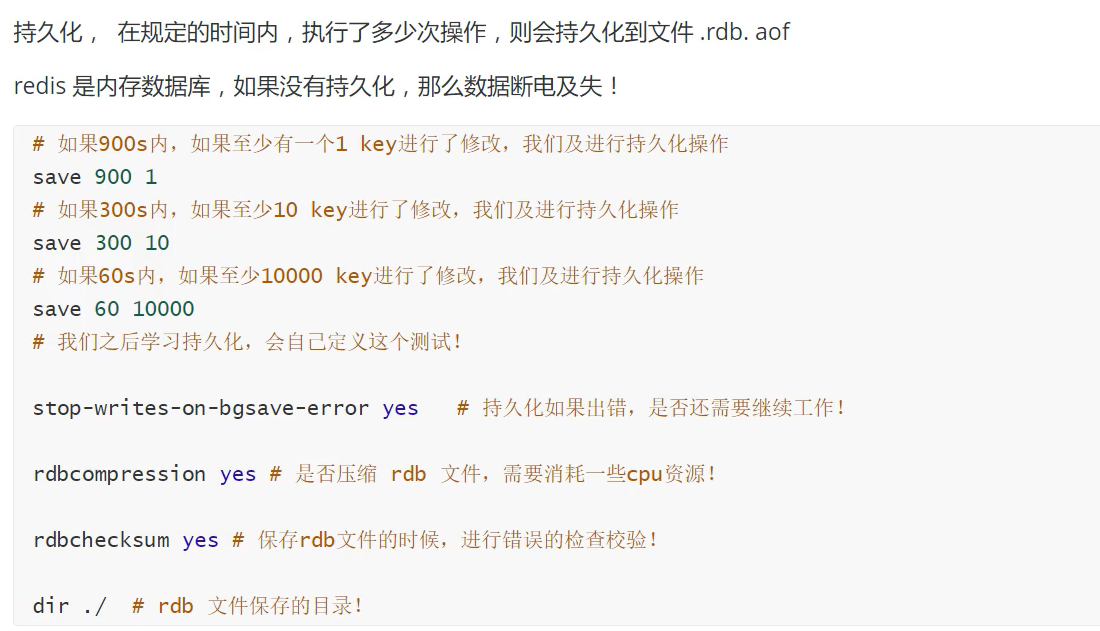 持久化， 在规定的时间内，执行了多少次操作，则会持久化到文件 .rdb. aof
redis 是内存数据库，如果没有持久化，那么数据断电及失！
# 如果900s内，如果至少有一个1 key进行了修改，我们及进行持久化操作
save 900 1
# 如果300s内，如果至少10 key进行了修改，我们及进行持久化操作
save 300 10
# 如果60s内，如果至少10000 key进行了修改，我们及进行持久化操作
save 60 10000
# 我们之后学习持久化，会自己定义这个测试！
stop-writes-on-bgsave-error yes # 持久化如果出错，是否还需要继续工作！
rdbcompression yes # 是否压缩 rdb 文件，需要消耗一些cpu资源！
rdbchecksum yes # 保存rdb文件的时候，进行错误的检查校验！
dir ./ # rdb 文件保存的目录！